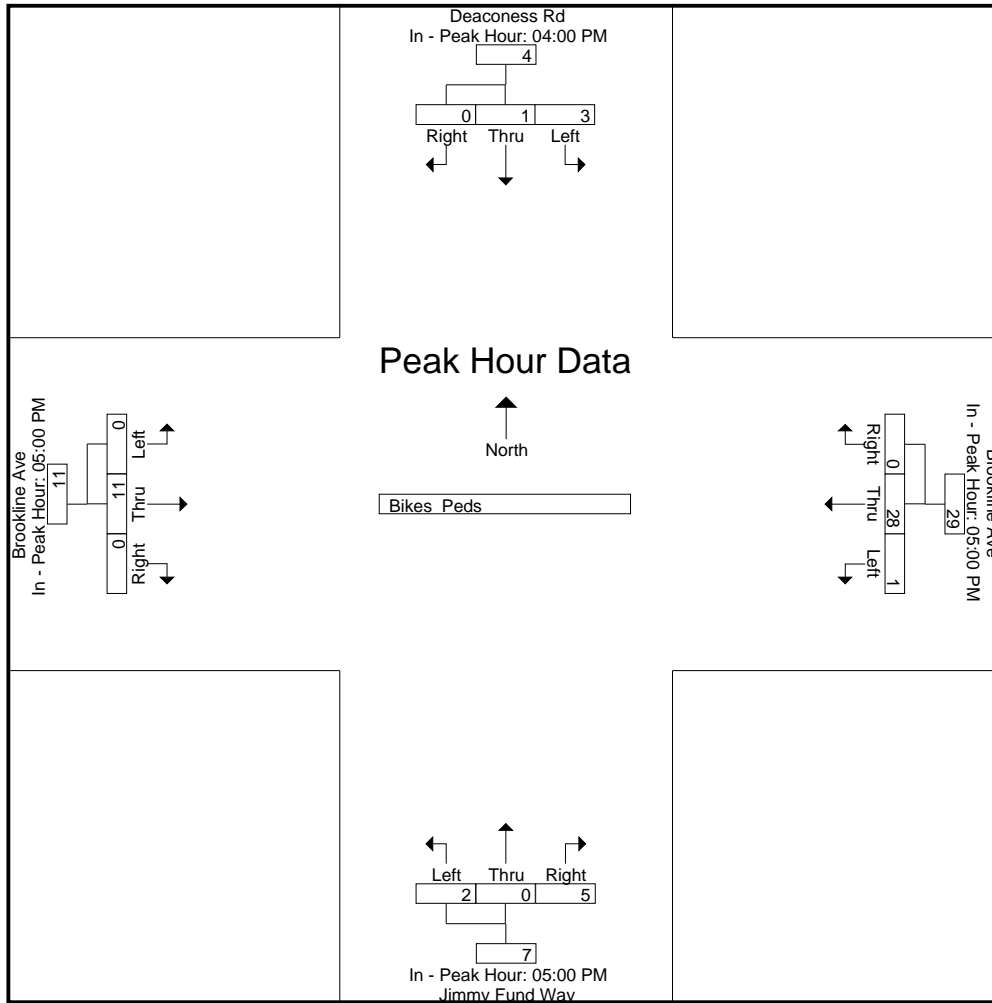 Deaconess Rd
In - Peak Hour: 04:00 PM
4
0 1 3
Right Thru Left
Peak Hour Data
North
Bikes Peds
Brookline Ave
In - Peak Hour: 05:00 PM
11
0 11 0
Left Thru Right
Right Thru Left
0 28 1
29
In - Peak Hour: 05:00 PM
Brookline Ave
Left Thru Right
2 0 5
7
In - Peak Hour: 05:00 PM
Jimmy Fund Way